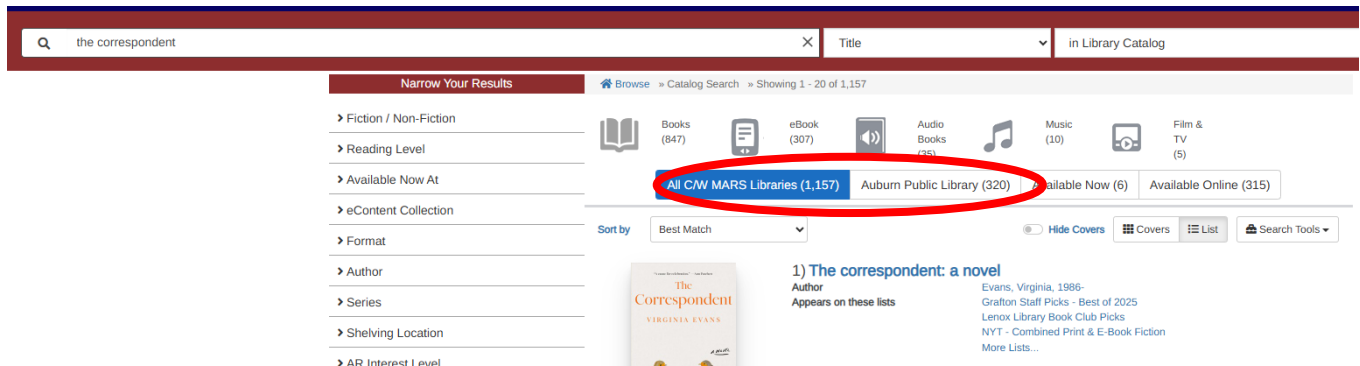 the correspondent
Title
in Library Catalog
Narrow Your Results
Browse » Catalog Search » Showing 1 - 20 of 1,157
Fiction / Non-Fiction
Reading Level
Available Now At
eContent Collection
Format
Author
Series
Shelving Location
AR Interest Level
Books
(847)
eBook
(307)
Audio
Books
(35)
Music
(10)
Film &
TV
(5)
All C/W MARS Libraries (1,157)
Auburn Public Library (320)
Available Now (6)
Available Online (315)
Sort by
Best Match
Hide Covers
Covers
List
Search Tools
The
Correspondent
VIRGINIA EVANS
a novel
1) The correspondent: a novel
Author
Evans, Virginia, 1986-
Appears on these lists
Grafton Staff Picks - Best of 2025
Lenox Library Book Club Picks
NYT - Combined Print & E-Book Fiction
More Lists...